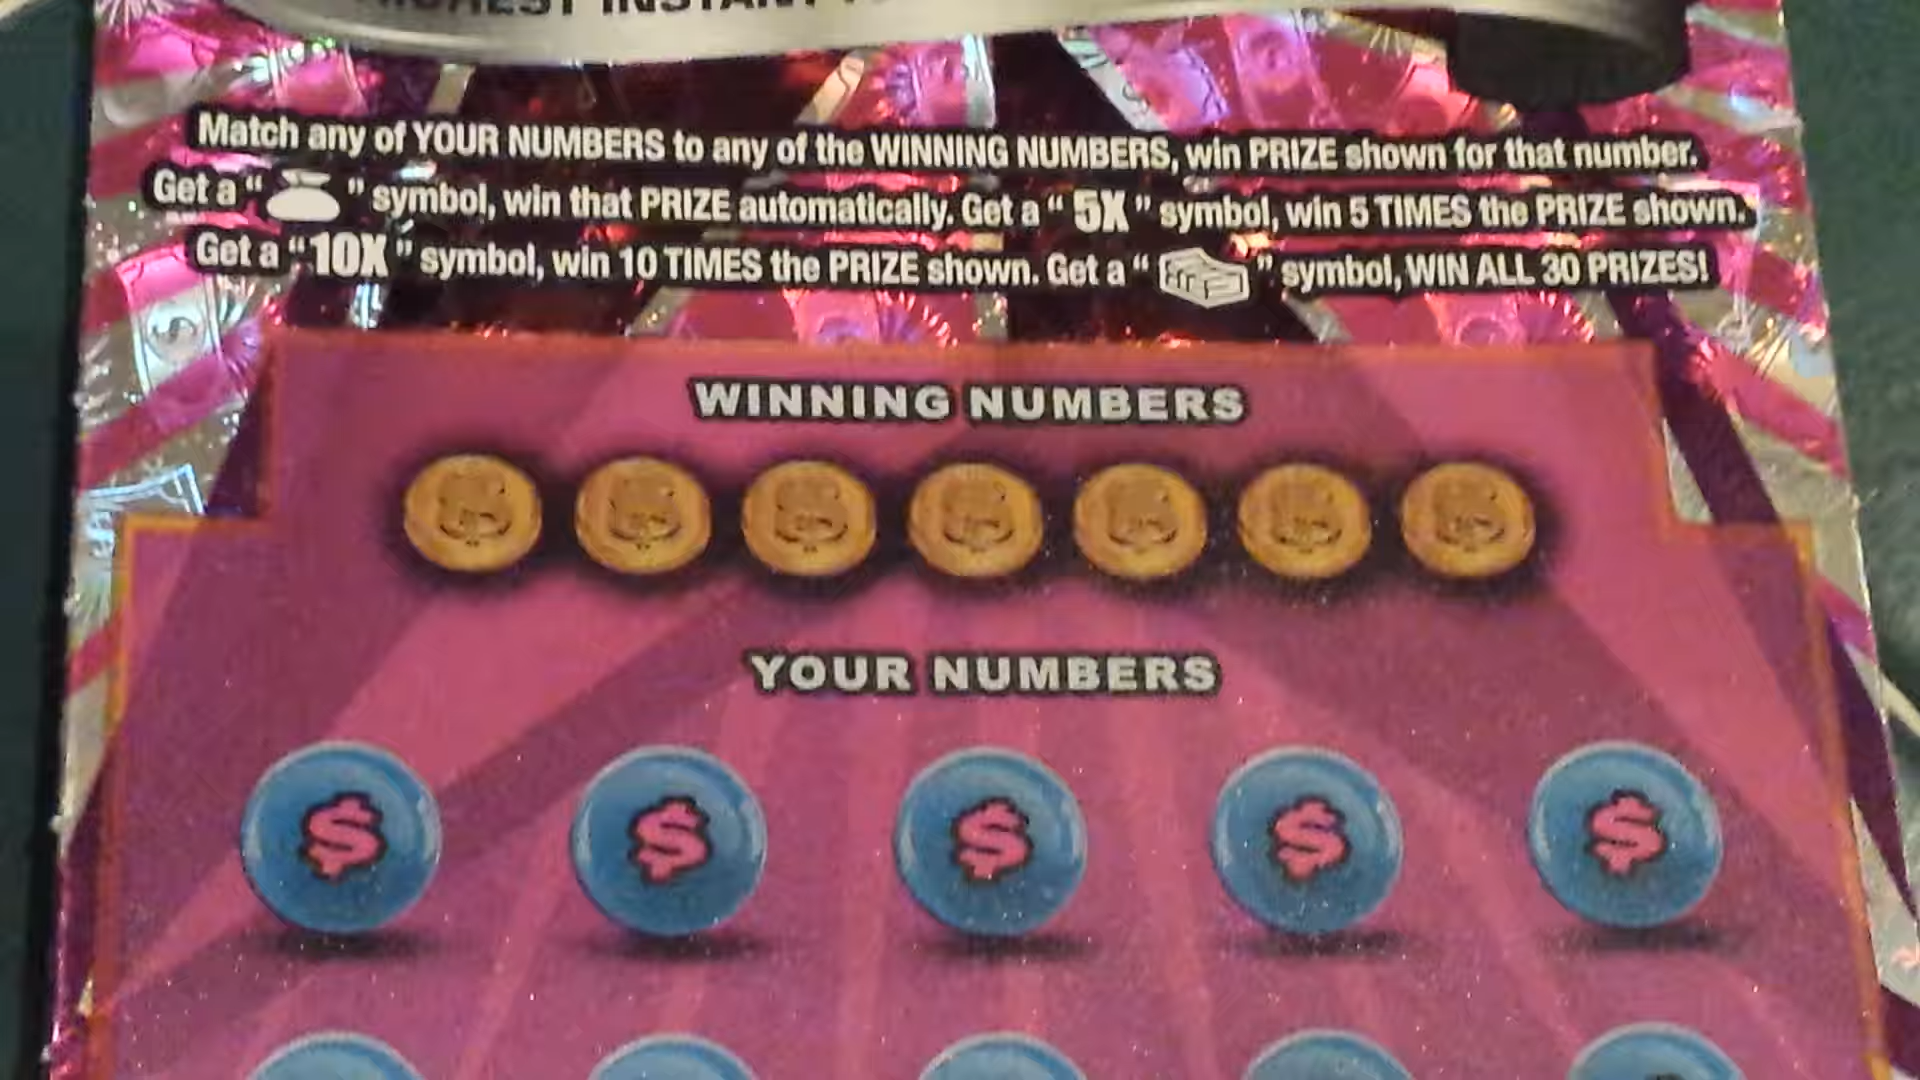 HIGHEST INSTANT
Match any of YOUR NUMBERS to any of the WINNING NUMBERS, win PRIZE shown for that number.
Get a " " symbol, win that PRIZE automatically. Get a " 5X " symbol, win 5 TIMES the PRIZE shown.
Get a "10X" symbol, win 10 TIMES the PRIZE shown. Get a " " symbol, WIN ALL 30 PRIZES!
WINNING NUMBERS
YOUR NUMBERS
$ $ $ $ $